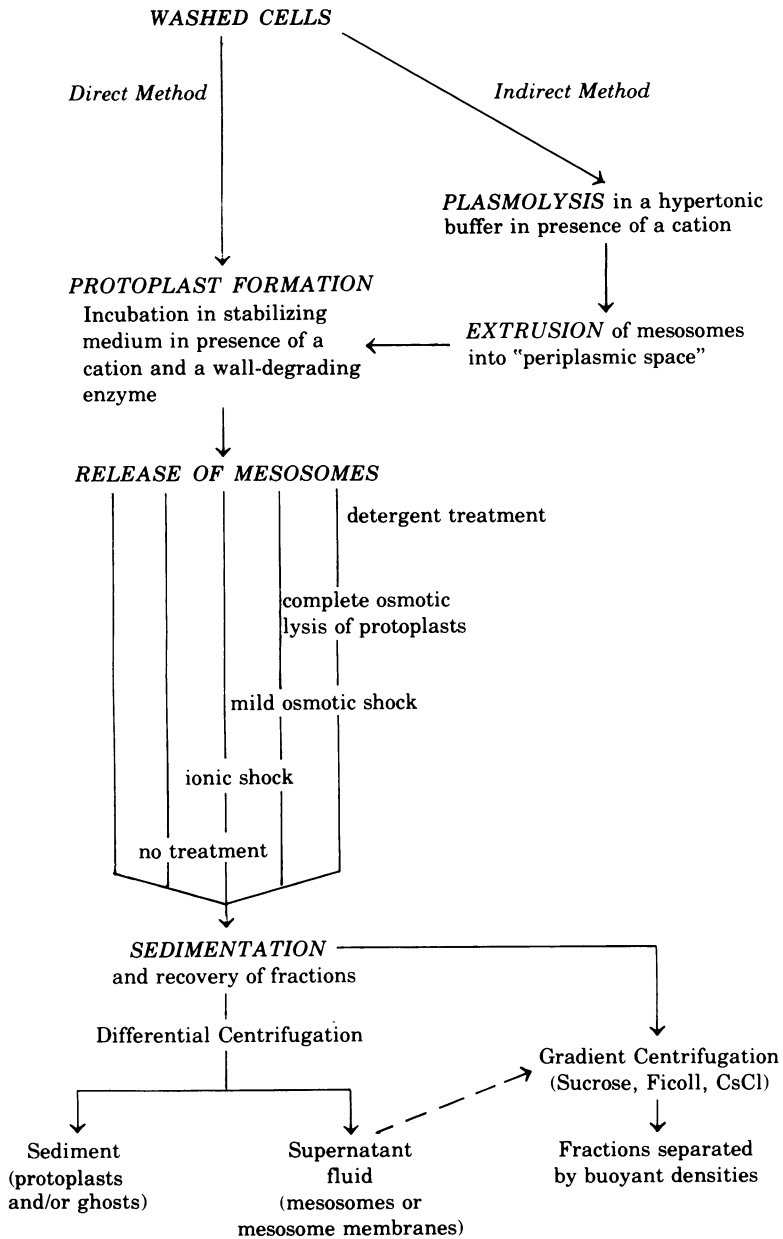 WASHED CELLS
Direct Method
Indirect Method
PLASMOLYSIS in a hypertonic
buffer in presence of a cation
PROTOPLAST FORMATION
Incubation in stabilizing
medium in presence of a
cation and a wall-degrading
enzyme
EXTRUSION of mesosomes
into "periplasmic space"
RELEASE OF MESOSOMES
detergent treatment
complete osmotic
lysis of protoplasts
mild osmotic shock
ionic shock
no treatment
SEDIMENTATION
and recovery of fractions
Differential Centrifugation
Gradient Centrifugation
(Sucrose, Ficoll, CsCl)
Sediment
(protoplasts
and/or ghosts)
Supernatant
fluid
(mesosomes or
mesosome membranes)
Fractions separated
by buoyant densities